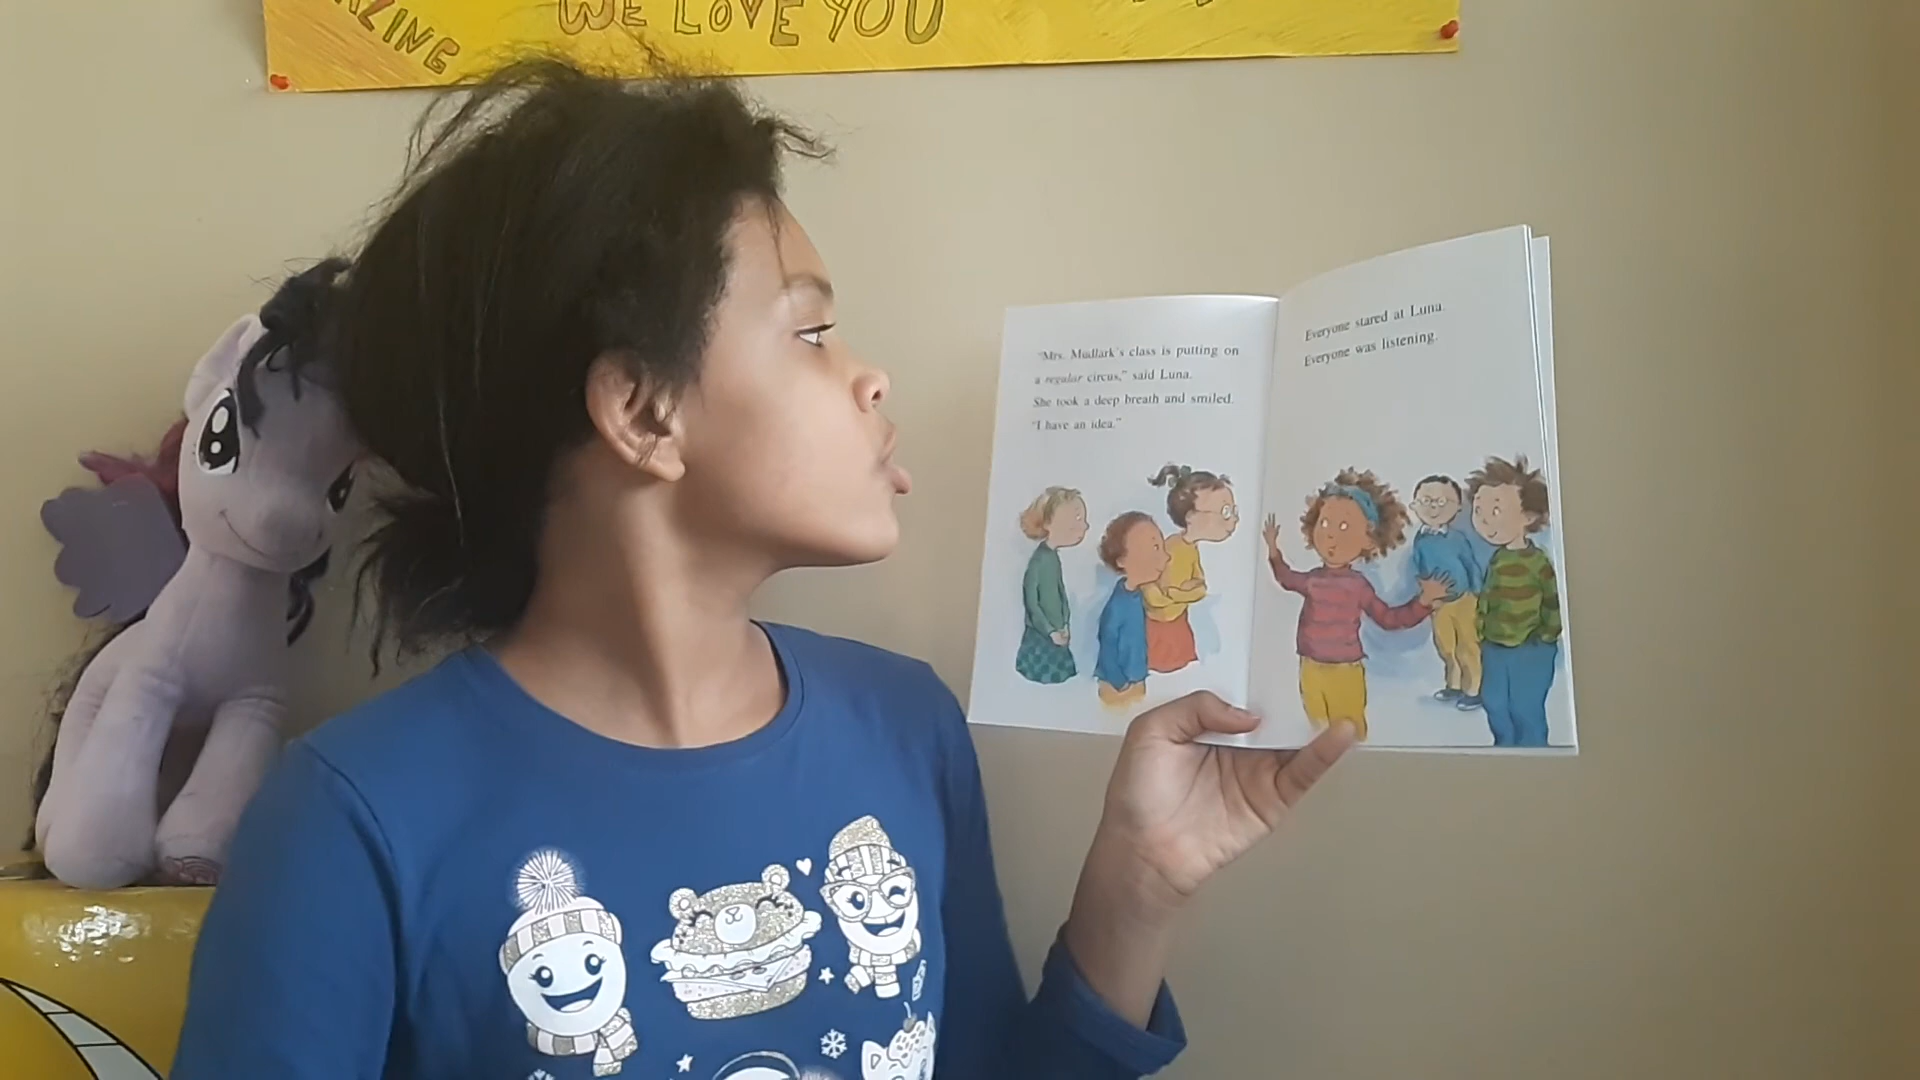 AZING
WE LOVE YOU
"Mrs. Mudlark's class is putting on
a regular circus," said Luna.
She took a deep breath and smiled.
"I have an idea."
Everyone stared at Luna.
Everyone was listening.